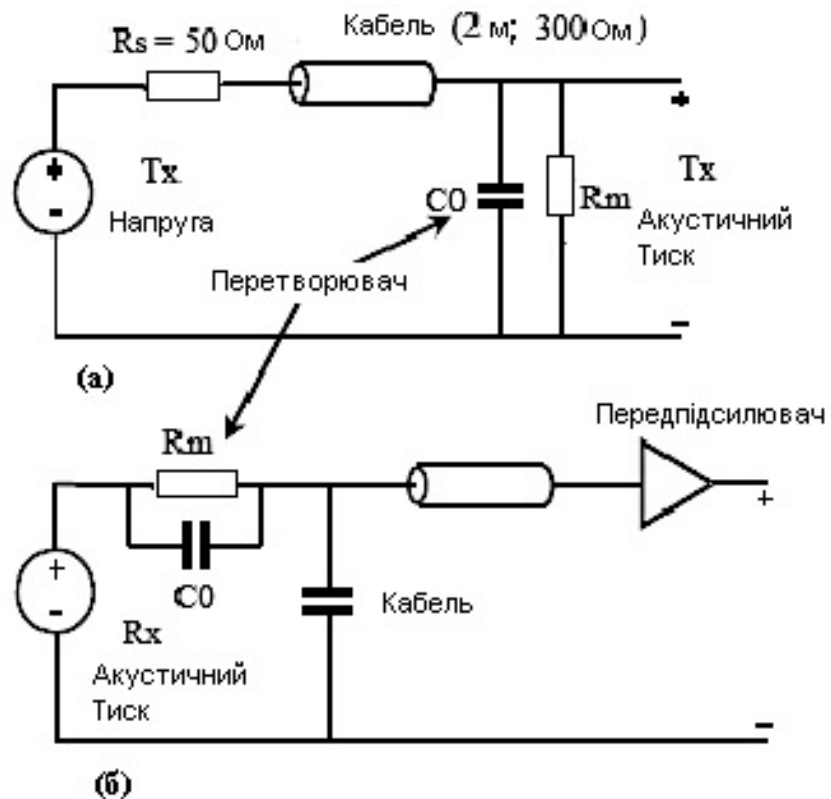 Rs = 50 Ом
Кабель (2 м; 300 Ом)
+
-
Tx
Напруга
C0
Rm
+
Tx
Акустичний
Тиск
-
Перетворювач
(а)
Передпідсилювач
Rm
+
C0
+
-
Кабель
Rx
Акустичний
Тиск
-
(б)